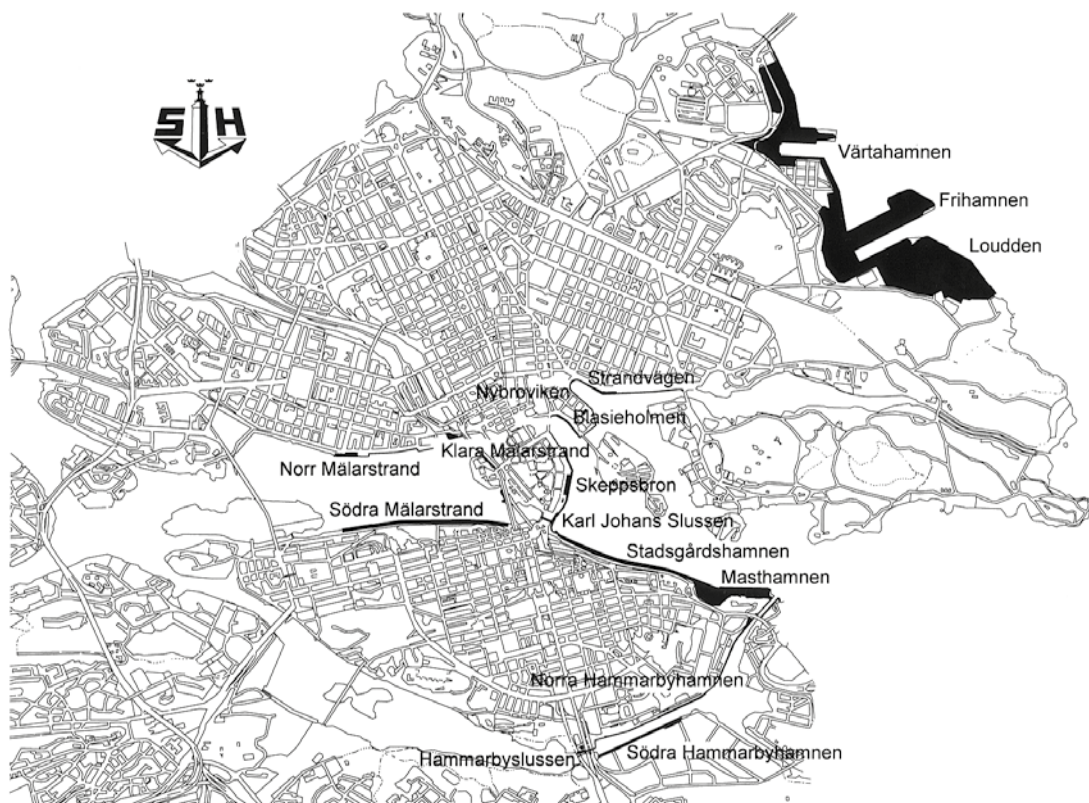 S H
Värtahamnen
Frihamnen
Loudden
Strandvägen
Nybroviken
Blasieholmen
Klara Mälarstrand
Norr Mälarstrand
Skeppsbron
Södra Mälarstrand
Karl Johans Slussen
Stadsgårdshamnen
Masthamnen
Norra Hammarbyhamnen
Södra Hammarbyhamnen
Hammarbyslussen